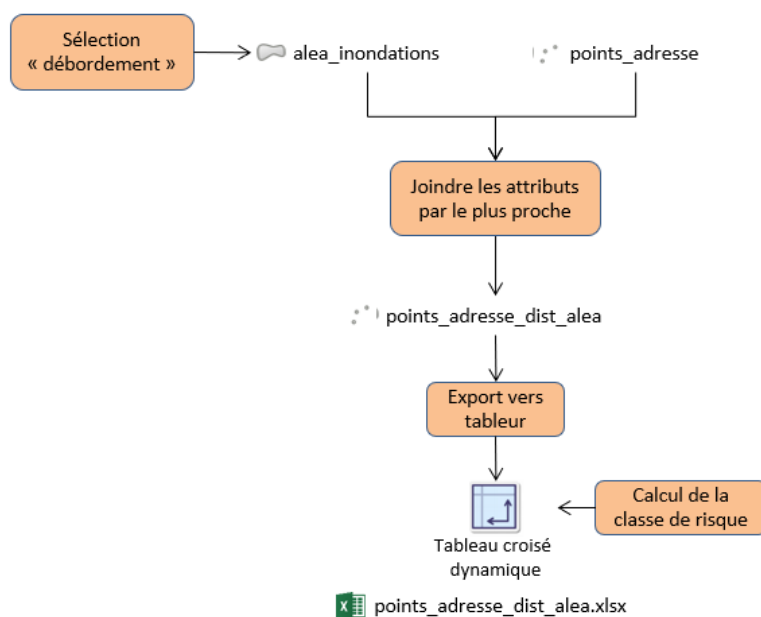 Sélection
« débordement »
alea_inondations
points_adresse
Joindre les attributs
par le plus proche
points_adresse_dist_alea
Export vers
tableur
Calcul de la
classe de risque
Tableau croisé
dynamique
points_adresse_dist_alea.xlsx